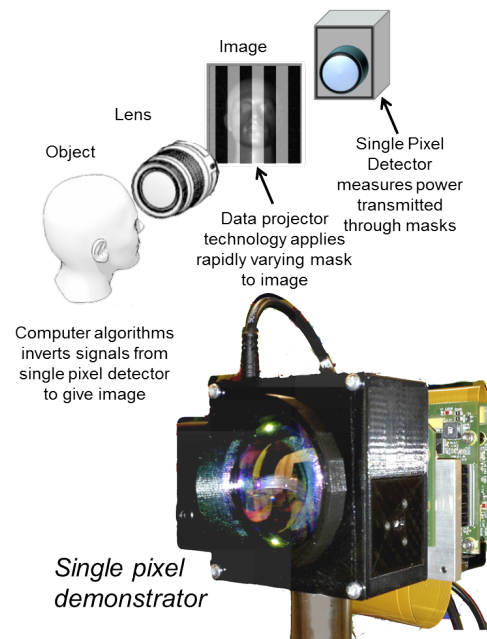 Image
Lens
Object
Single Pixel
Detector
measures power
transmitted
through masks
Data projector
technology applies
rapidly varying mask
to image
Computer algorithms
inverts signals from
single pixel detector
to give image
Single pixel
demonstrator